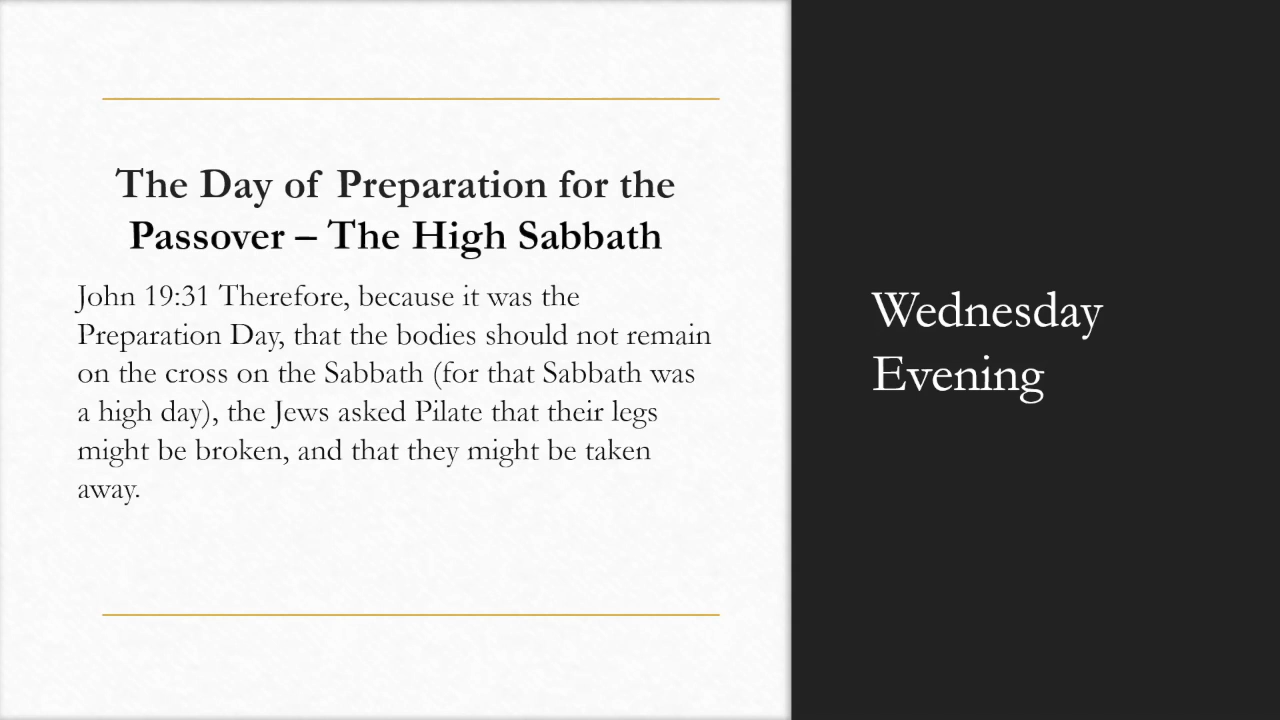 The Day of Preparation for the
Passover – The High Sabbath
John 19:31 Therefore, because it was the
Preparation Day, that the bodies should not remain
on the cross on the Sabbath (for that Sabbath was
a high day), the Jews asked Pilate that their legs
might be broken, and that they might be taken
away.
Wednesday
Evening